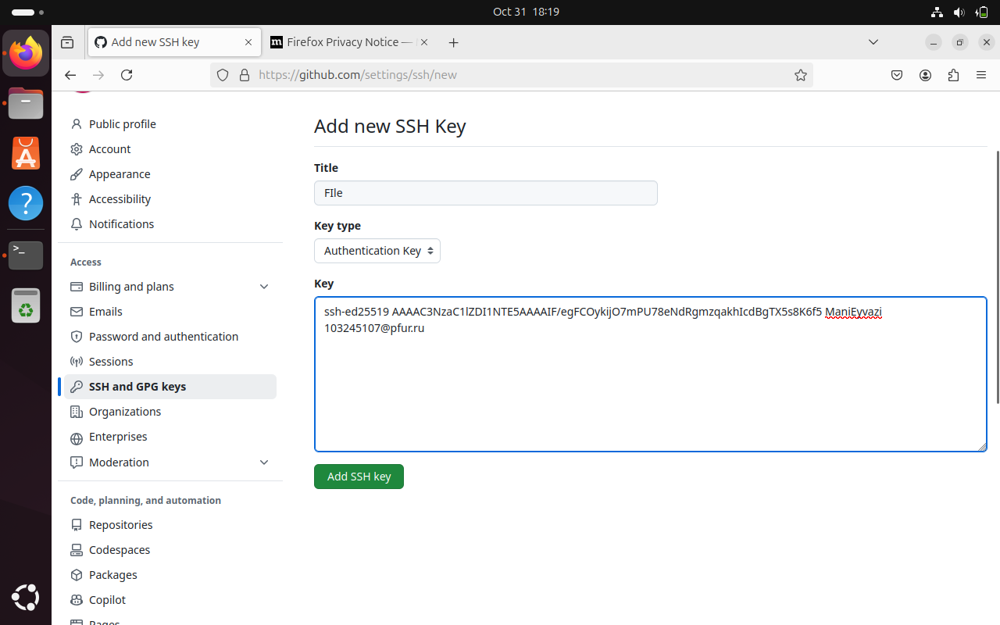 Oct 31 18:19
Add new SSH key
Firefox Privacy Notice —
https://github.com/settings/ssh/new
Public profile
Account
Appearance
Accessibility
Notifications
Access
Billing and plans
Emails
Password and authentication
Sessions
SSH and GPG keys
Organizations
Enterprises
Moderation
Code, planning, and automation
Repositories
Codespaces
Packages
Copilot
Pages
Add new SSH Key
Title
FIle
Key type
Authentication Key
Key
ssh-ed25519 AAAAC3NzaC1lZDI1NTE5AAAAIF/egFCOykijO7mPU78eNdRgmzqakhIcdBgTX5s8K6f5 ManiEyvazi
103245107@pfur.ru
Add SSH key